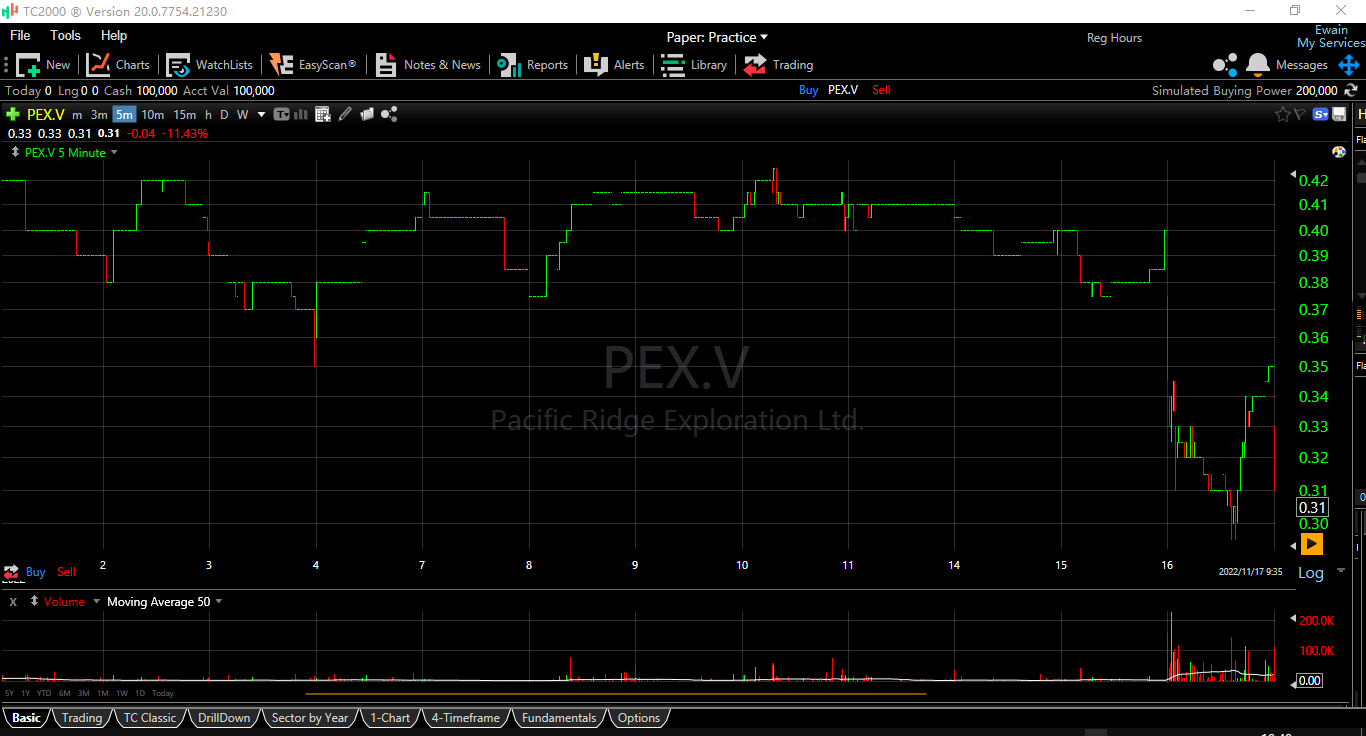 TC2000 ® Version 20.0.7754.21230
File Tools Help
Paper: Practice
Reg Hours
Ewain
My Services
New Charts WatchLists EasyScan® Notes & News Reports Alerts Library Trading
Messages
Today 0 Lng 0 0 Cash 100,000 Acct Val 100,000
Buy PEX.V Sell
Simulated Buying Power 200,000
PEX.V m 3m 5m 10m 15m h D W
0.33 0.33 0.31 0.31 -0.04 -11.43%
PEX.V 5 Minute
0.42
0.41
0.40
0.39
0.38
0.37
0.36
0.35
0.34
0.33
0.32
0.31
0.31
0.30
PEX.V
Pacific Ridge Exploration Ltd.
2 3 4 7 8 9 10 11 14 15 16
2022/11/17 9:35
Buy Sell
Log
X Volume Moving Average 50
200.0K
100.0K
0.00
5Y 1Y YTD 6M 3M 1M 1W 1D Today
Basic Trading TC Classic DrillDown Sector by Year 1-Chart 4-Timeframe Fundamentals Options